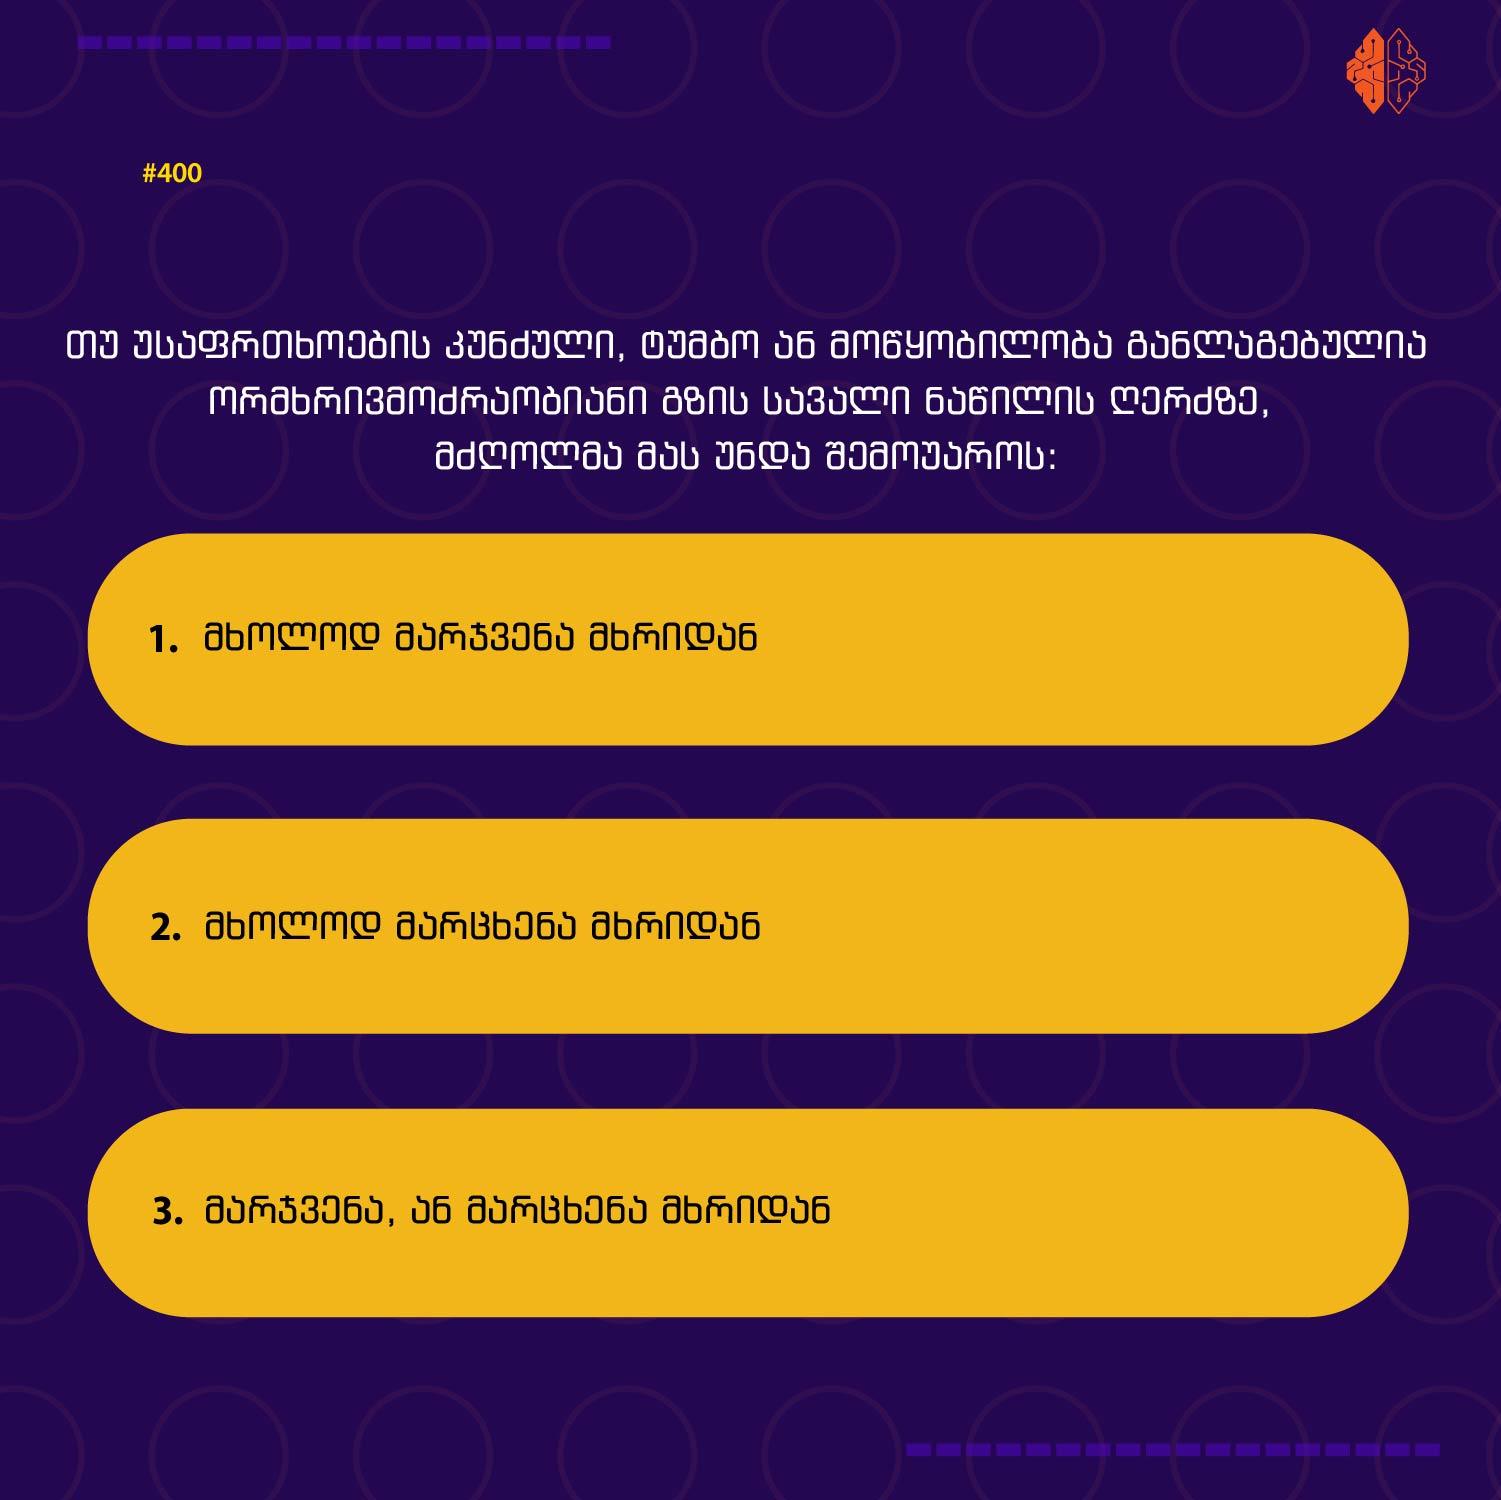 #400
თუ უსაფრთხოების კუნძული, ტუმბო ან მოწყობილობა განლაგებულია
ორმხრივმოძრაობიანი გზის სავალი ნაწილის ღერძზე,
მძღოლმა მას უნდა შემოუაროს:
1. მხოლოდ მარჯვენა მხრიდან
2. მხოლოდ მარცხენა მხრიდან
3. მარჯვენა, ან მარცხენა მხრიდან